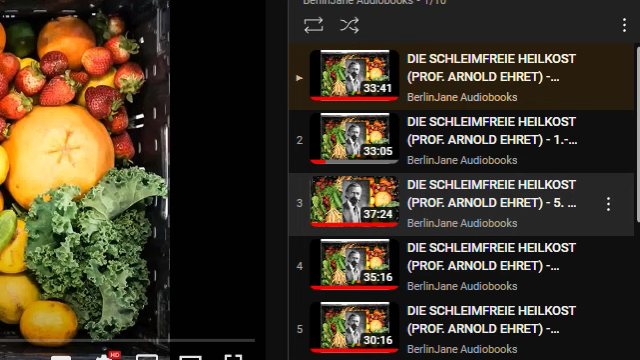 BerlinJane Audiobooks - 1/10
33:41
DIE SCHLEIMFREIE HEILKOST
(PROF. ARNOLD EHRET) -...
BerlinJane Audiobooks
2
33:05
DIE SCHLEIMFREIE HEILKOST
(PROF. ARNOLD EHRET) - 1.-...
BerlinJane Audiobooks
3
37:24
DIE SCHLEIMFREIE HEILKOST
(PROF. ARNOLD EHRET) - 5. ...
BerlinJane Audiobooks
4
35:16
DIE SCHLEIMFREIE HEILKOST
(PROF. ARNOLD EHRET) -...
BerlinJane Audiobooks
5
30:16
DIE SCHLEIMFREIE HEILKOST
(PROF. ARNOLD EHRET) -...
BerlinJane Audiobooks
HD